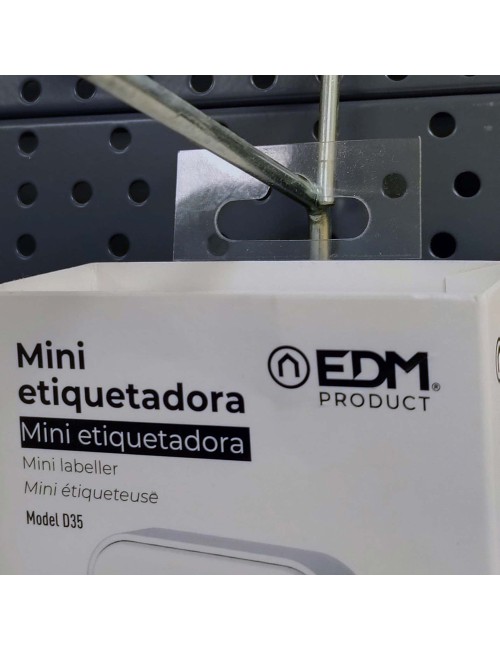 Mini
etiquetadora
Mini etiquetadora
Mini labeller
Mini étiqueteuse
Model D35
EDM®
PRODUCT